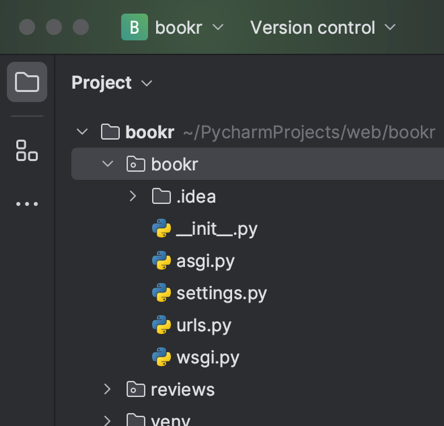 B bookr Version control
Project
bookr ~/PycharmProjects/web/bookr
bookr
.idea
__init__.py
asgi.py
settings.py
urls.py
wsgi.py
reviews
venv